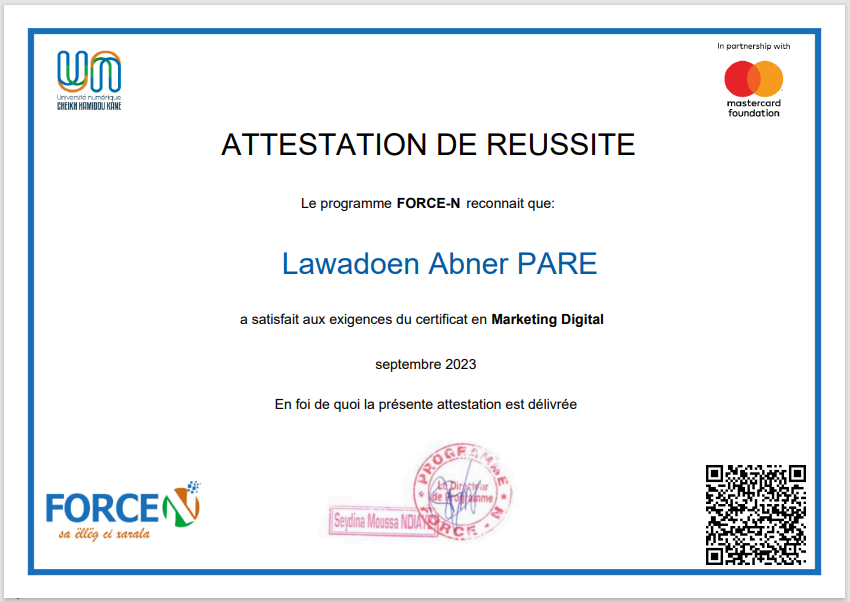 Université numérique
CHEIKH HAMIDOU KANE
In partnership with
mastercard
foundation
ATTESTATION DE REUSSITE
Le programme FORCE-N reconnait que:
Lawadoen Abner PARE
a satisfait aux exigences du certificat en Marketing Digital
septembre 2023
En foi de quoi la présente attestation est délivrée
FORCE N
sa ëllëg ci xarala
PROGRAMME
Le Directeur
de Programme
FORCE - N
Seydina Moussa NDIAYE